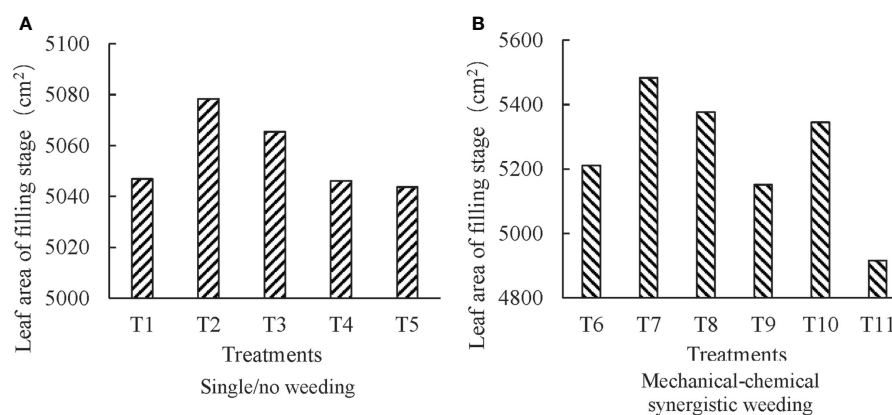 A
Leaf area of filling stage (cm²)
5100
5080
5060
5040
5020
5000
T1 T2 T3 T4 T5
Treatments
Single/no weeding
B
Leaf area of filling stage (cm²)
5600
5400
5200
5000
4800
T6 T7 T8 T9 T10 T11
Treatments
Mechanical-chemical
synergistic weeding